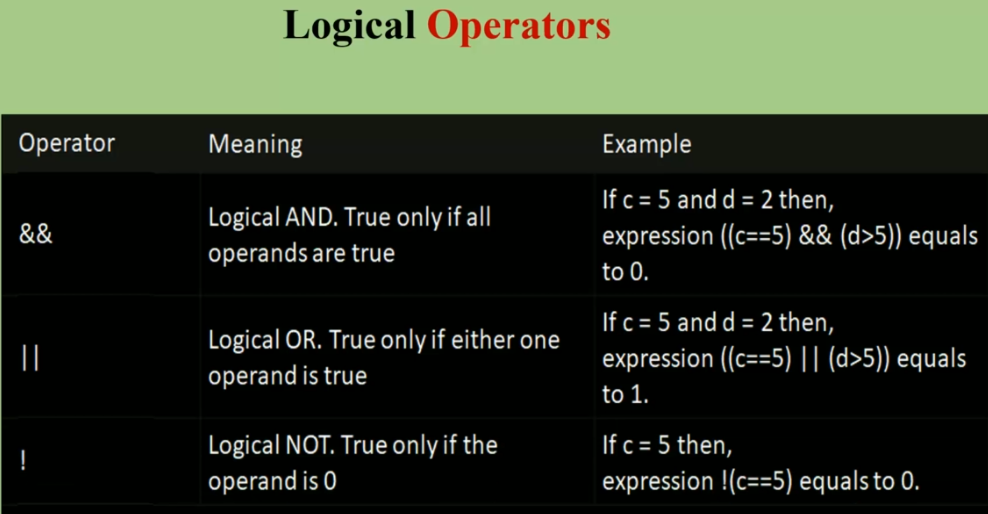 Logical Operators
Operator
Meaning
Example
&&
Logical AND. True only if all
operands are true
If c = 5 and d = 2 then,
expression ((c==5) && (d>5)) equals
to 0.
||
Logical OR. True only if either one
operand is true
If c = 5 and d = 2 then,
expression ((c==5) || (d>5)) equals
to 1.
!
Logical NOT. True only if the
operand is 0
If c = 5 then,
expression !(c==5) equals to 0.